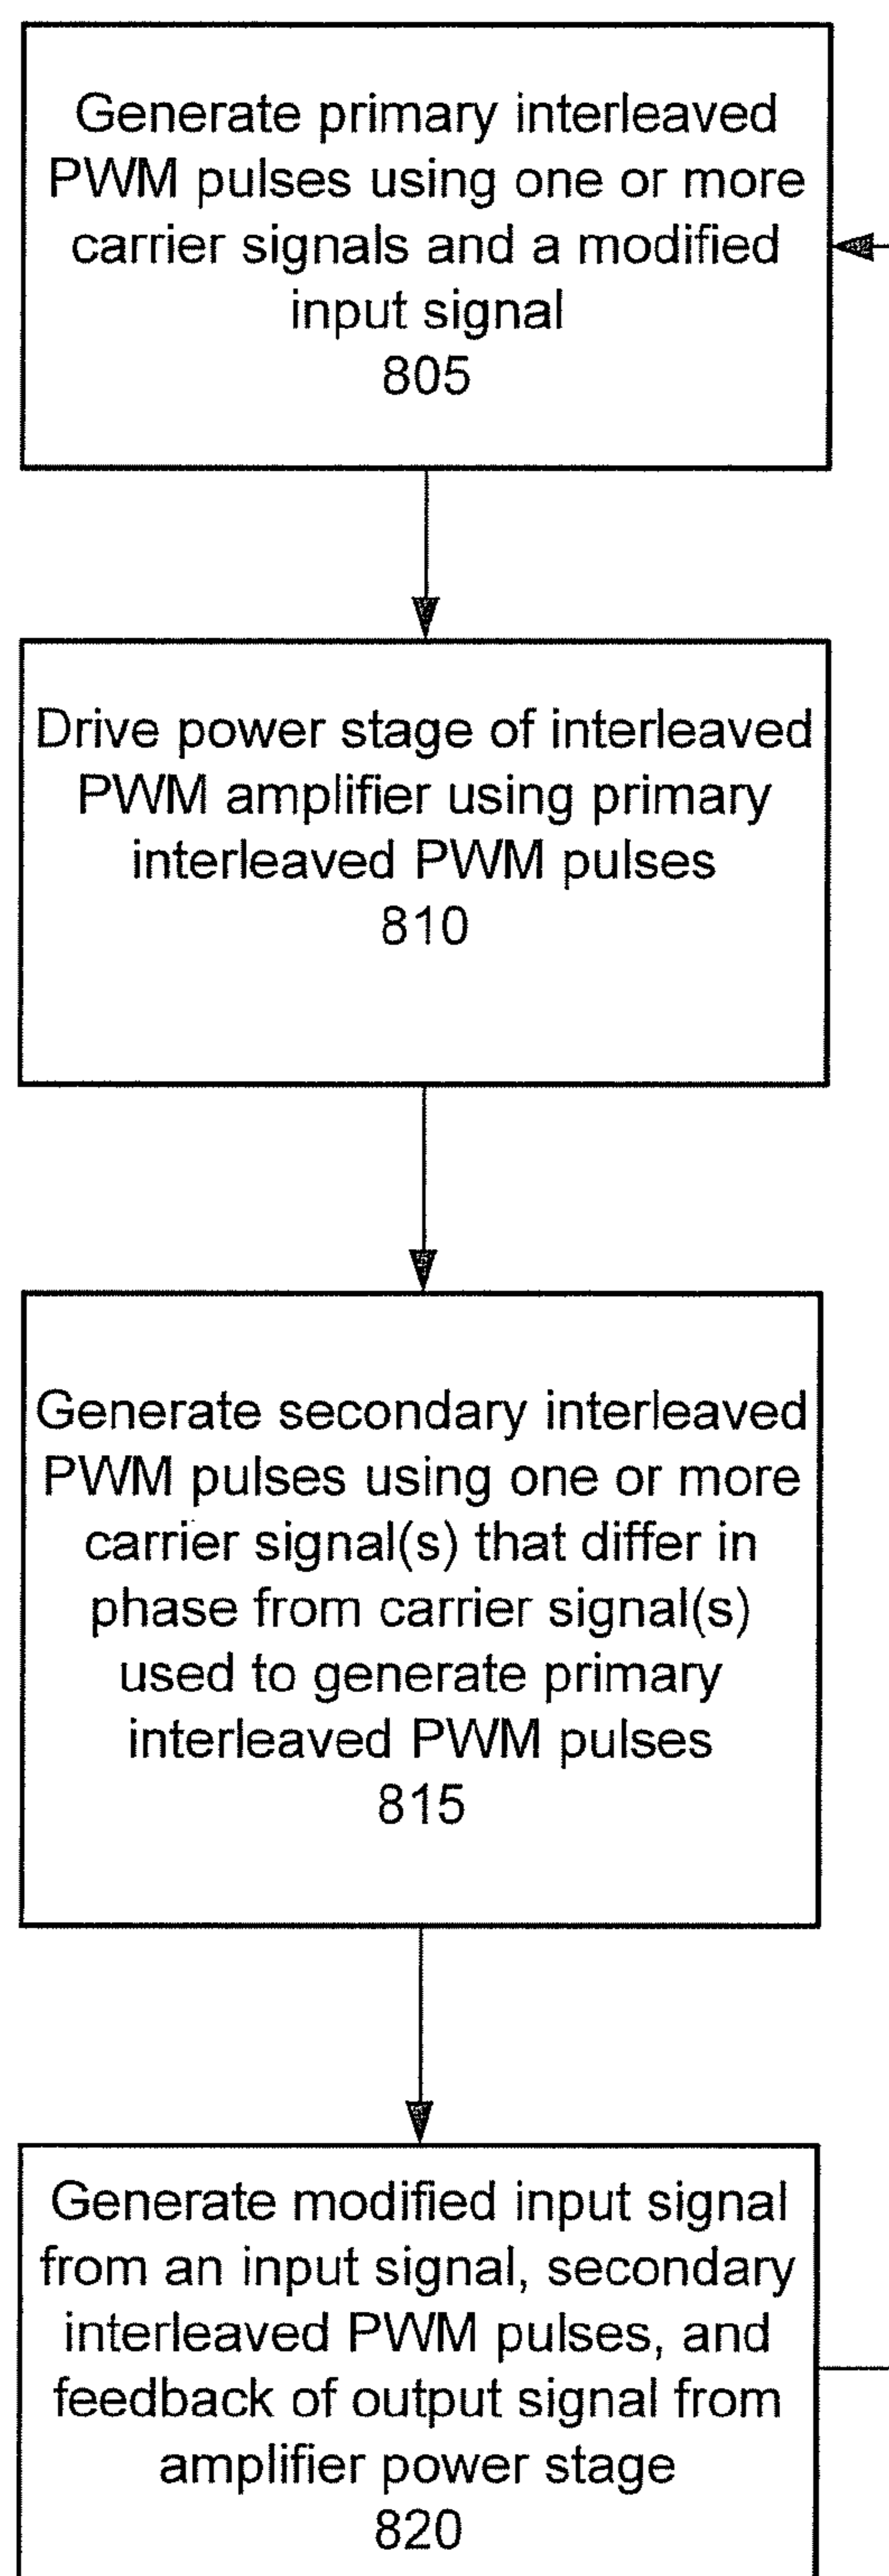 Generate primary interleaved
PWM pulses using one or more
carrier signals and a modified
input signal
805
Drive power stage of interleaved
PWM amplifier using primary
interleaved PWM pulses
810
Generate secondary interleaved
PWM pulses using one or more
carrier signal(s) that differ in
phase from carrier signal(s)
used to generate primary
interleaved PWM pulses
815
Generate modified input signal
from an input signal, secondary
interleaved PWM pulses, and
feedback of output signal from
amplifier power stage
820